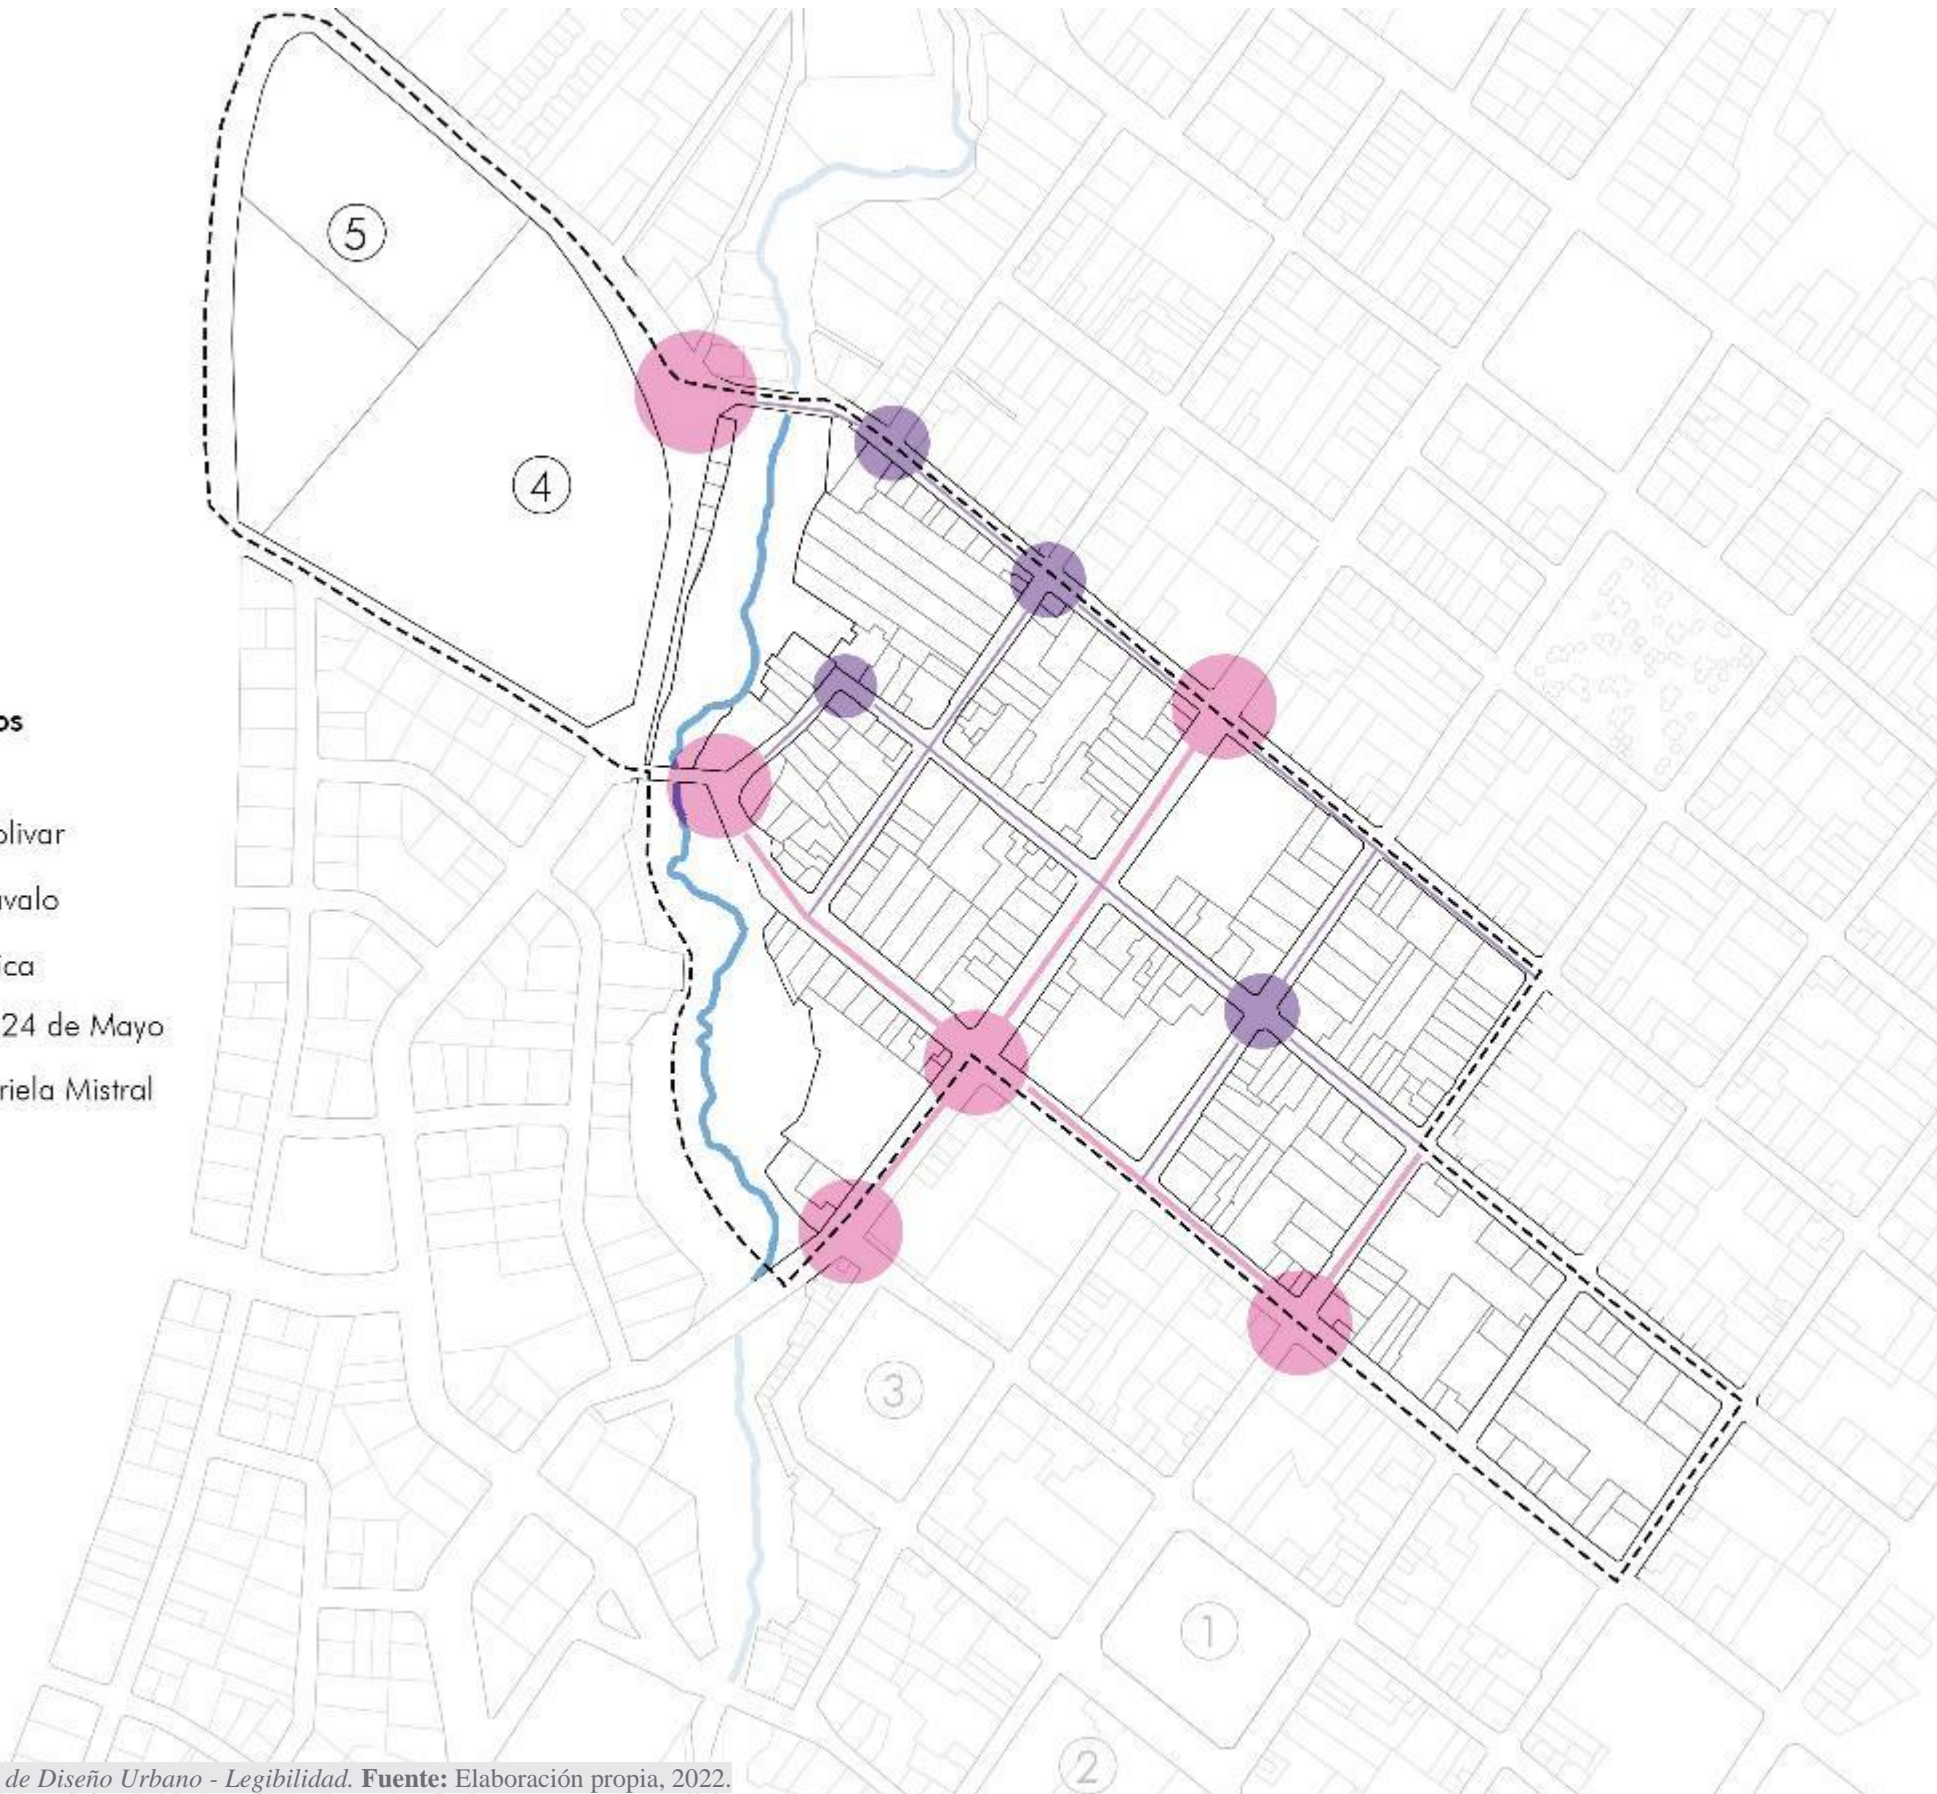 5
4
os
olivar
avalo
ica
24 de Mayo
riela Mistral
3
1
2
de Diseño Urbano - Legibilidad. Fuente: Elaboración propia, 2022.